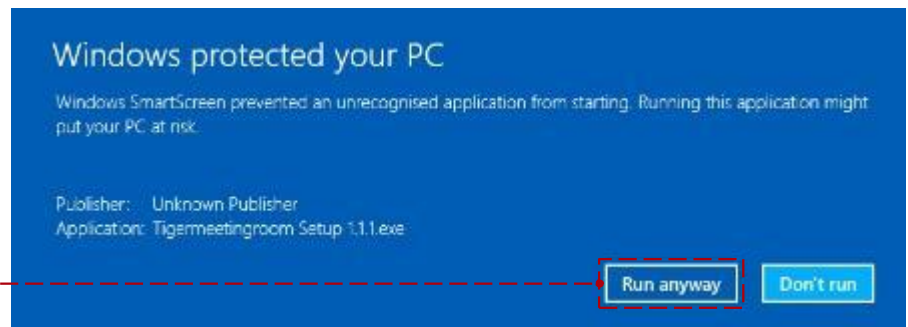 Windows protected your PC
Windows SmartScreen prevented an unrecognised application from starting. Running this application might
put your PC at risk.
Publisher: Unknown Publisher
Application: Tigermeetingroom Setup 1.1.1.exe
Run anyway Don't run